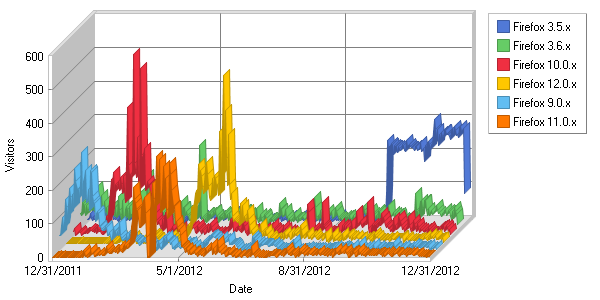 600
500
400
300
200
100
0
Visitors
12/31/2011
5/1/2012
8/31/2012
12/31/2012
Date
Firefox 3.5.x
Firefox 3.6.x
Firefox 10.0.x
Firefox 12.0.x
Firefox 9.0.x
Firefox 11.0.x